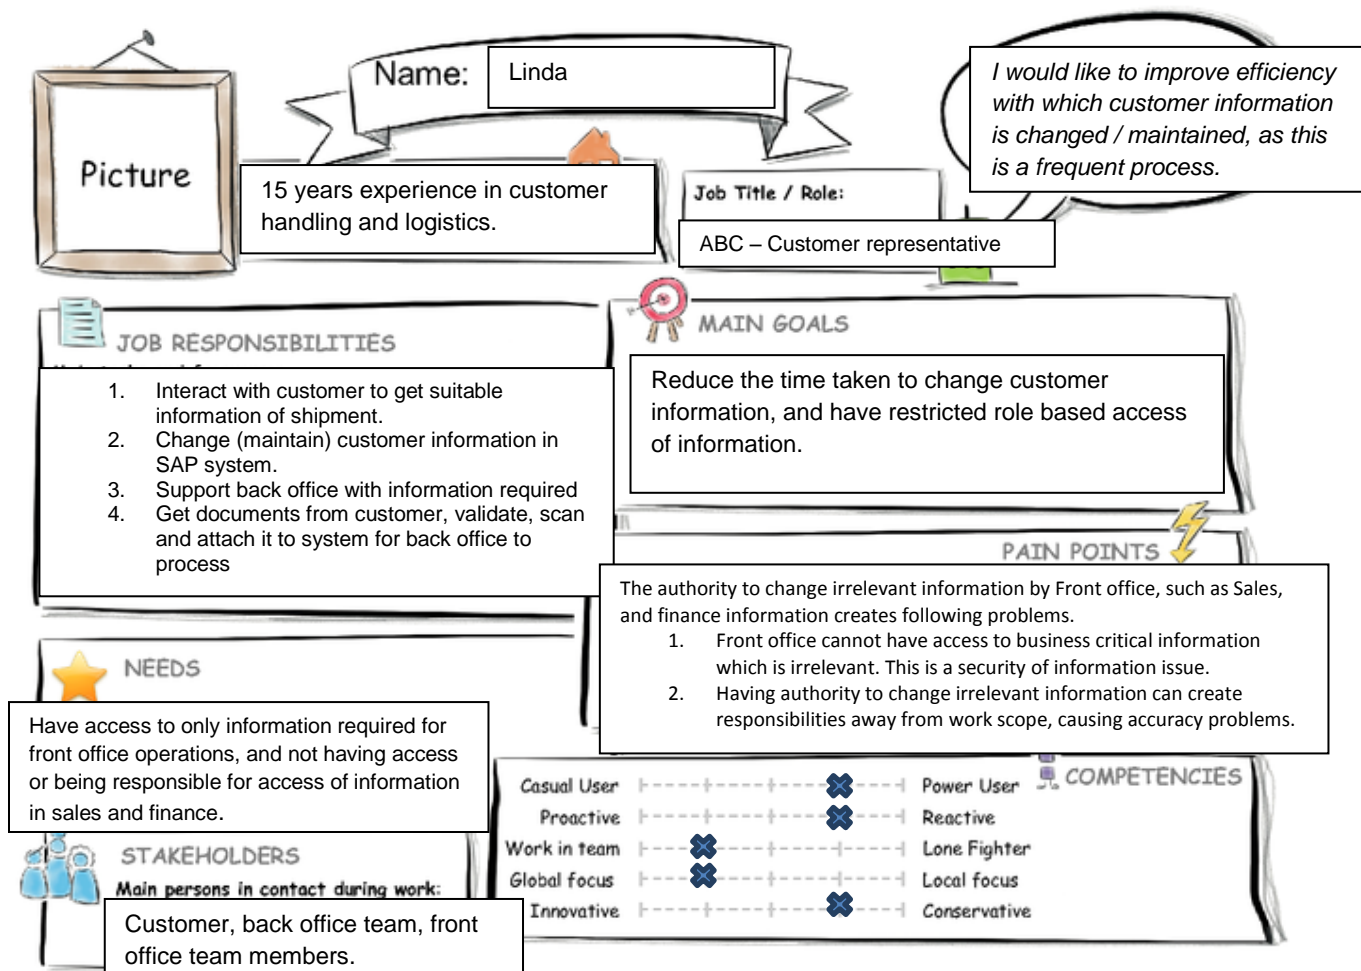 Name:
Linda
I would like to improve efficiency
with which customer information
is changed / maintained, as this
is a frequent process.
Picture
15 years experience in customer
handling and logistics.
Job Title / Role:
ABC – Customer representative
JOB RESPONSIBILITIES
1. Interact with customer to get suitable
information of shipment.
2. Change (maintain) customer information in
SAP system.
3. Support back office with information required
4. Get documents from customer, validate, scan
and attach it to system for back office to
process
MAIN GOALS
Reduce the time taken to change customer
information, and have restricted role based access
of information.
PAIN POINTS
The authority to change irrelevant information by Front office, such as Sales,
and finance information creates following problems.
1. Front office cannot have access to business critical information
which is irrelevant. This is a security of information issue.
2. Having authority to change irrelevant information can create
responsibilities away from work scope, causing accuracy problems.
NEEDS
Have access to only information required for
front office operations, and not having access
or being responsible for access of information
in sales and finance.
STAKEHOLDERS
Main persons in contact during work:
Customer, back office team, front
office team members.
COMPETENCIES
Casual User Power User
Proactive Reactive
Work in team Lone Fighter
Global focus Local focus
Innovative Conservative